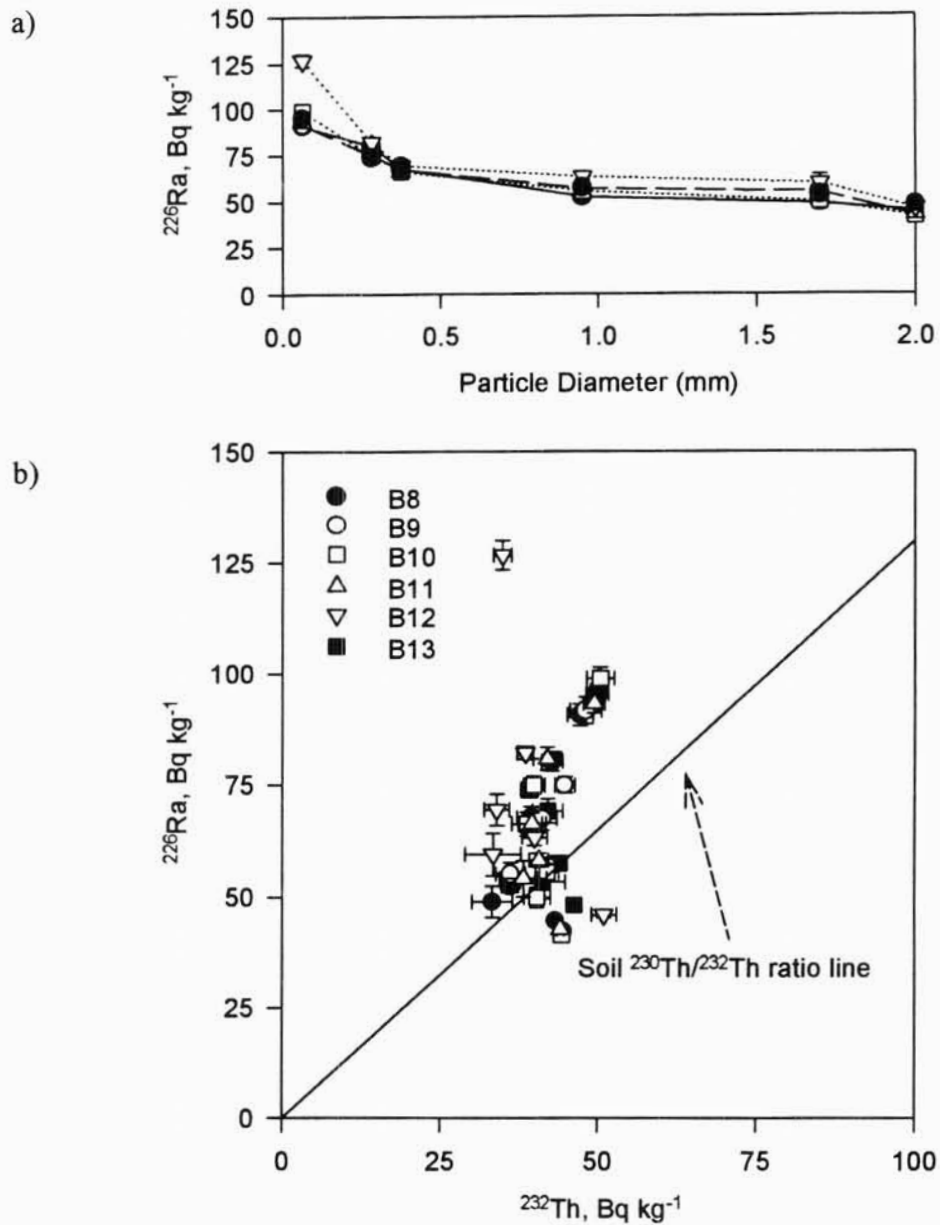 a)
150
125
100
75
50
25
0
²²⁶Ra, Bq kg⁻¹
0.0 0.5 1.0 1.5 2.0
Particle Diameter (mm)
b)
150
125
100
75
50
25
0
²²⁶Ra, Bq kg⁻¹
B8
B9
B10
B11
B12
B13
Soil ²³⁰Th/²³²Th ratio line
0 25 50 75 100
²³²Th, Bq kg⁻¹